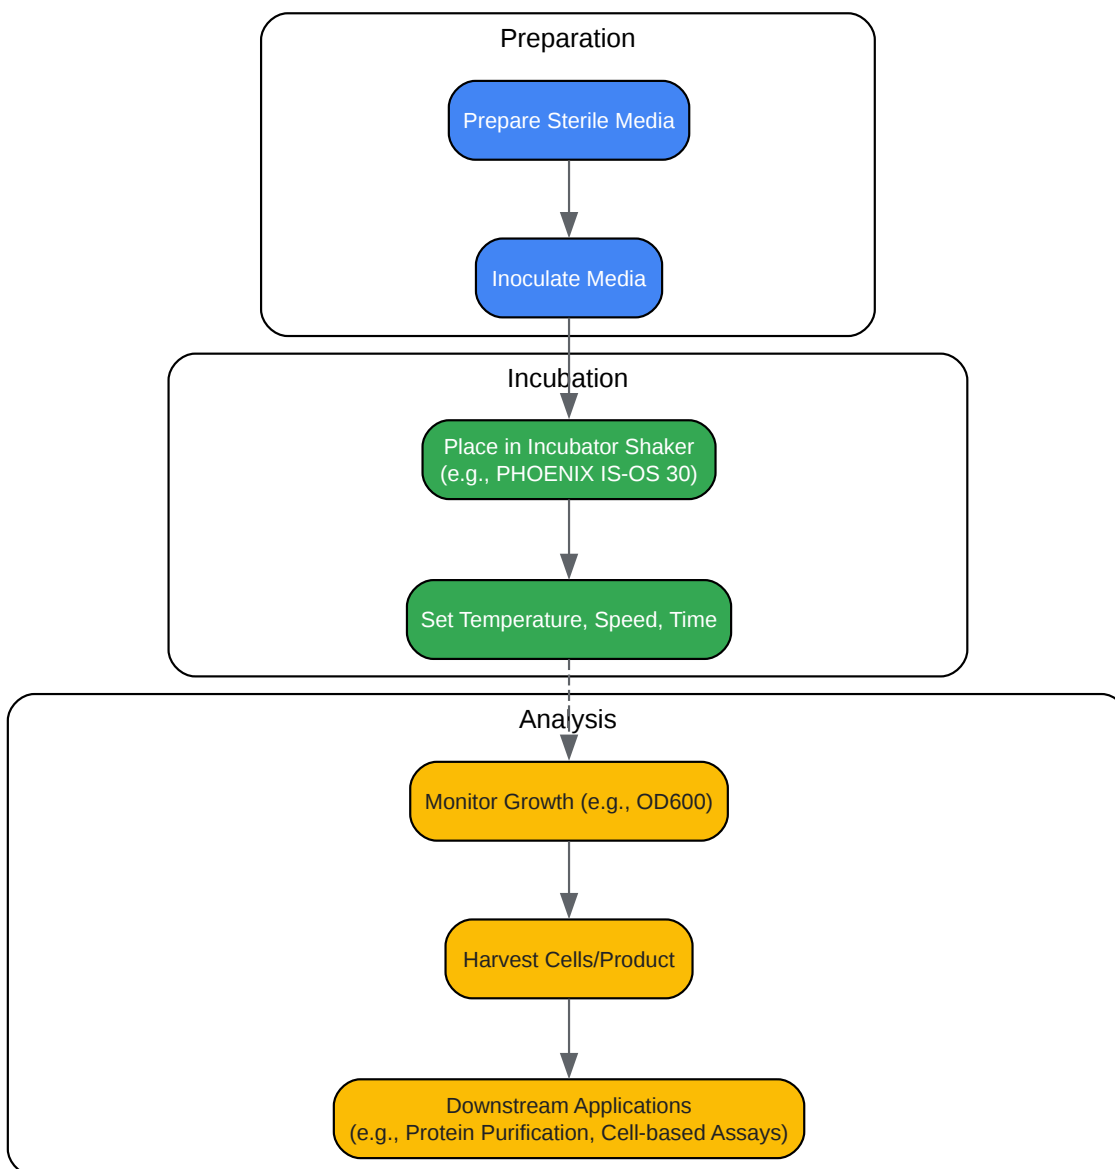 Preparation
Prepare Sterile Media
Inoculate Media
Incubation
Place in Incubator Shaker
(e.g., PHOENIX IS-OS 30)
Set Temperature, Speed, Time
Analysis
Monitor Growth (e.g., OD600)
Harvest Cells/Product
Downstream Applications
(e.g., Protein Purification, Cell-based Assays)